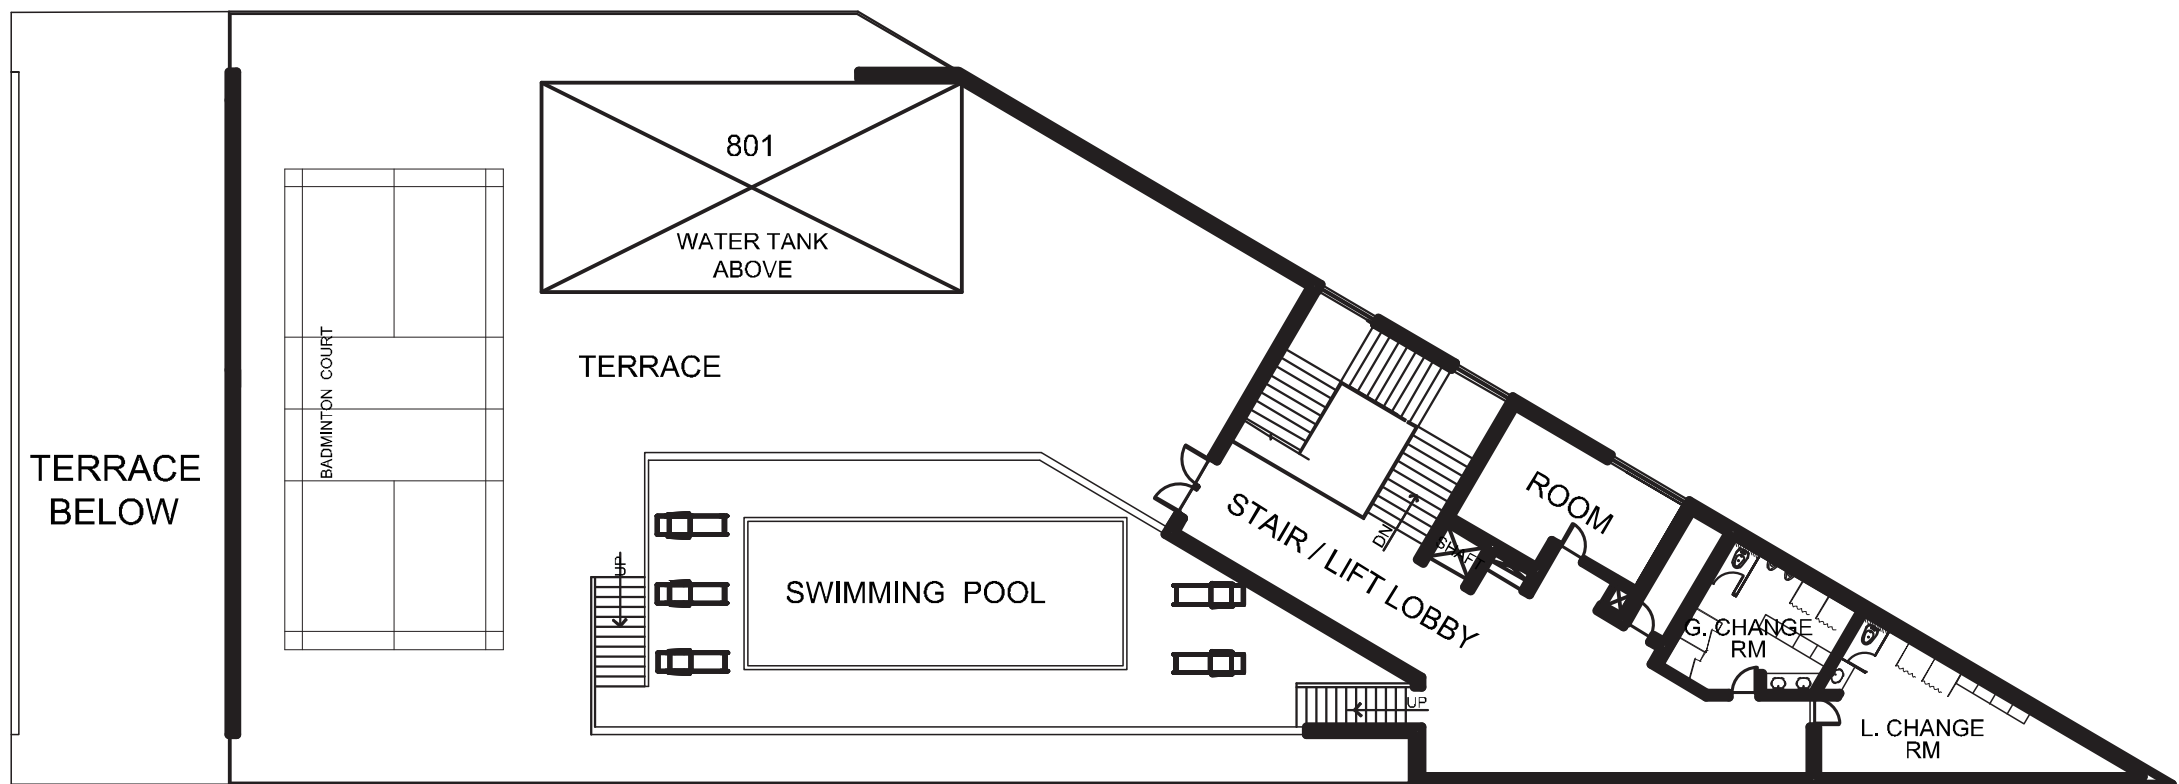 801
WATER TANK
ABOVE
BADMINTON COURT
TERRACE
TERRACE
BELOW
UP
SWIMMING POOL
STAIR / LIFT LOBBY
DN
SHAFT
ROOM
G. CHANGE
RM
UP
L. CHANGE
RM